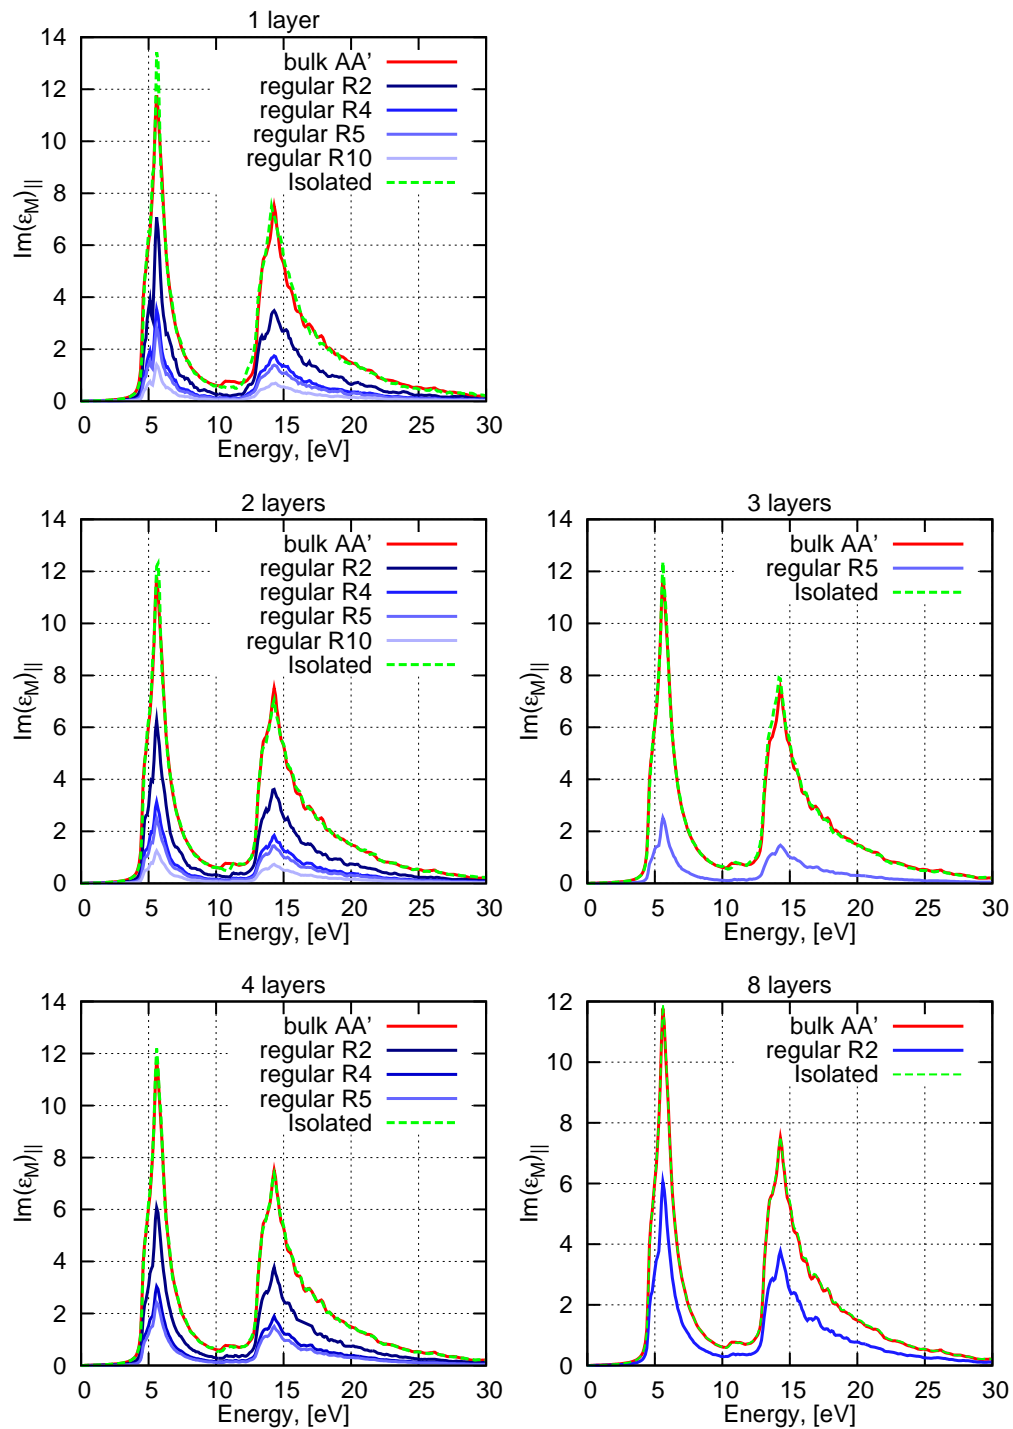 1 layer
14
12
10
8
6
4
2
0
Im(ε_M)||
bulk AA'
regular R2
regular R4
regular R5
regular R10
Isolated
0 5 10 15 20 25 30
Energy, [eV]
2 layers
14
12
10
8
6
4
2
0
Im(ε_M)||
bulk AA'
regular R2
regular R4
regular R5
regular R10
Isolated
0 5 10 15 20 25 30
Energy, [eV]
3 layers
14
12
10
8
6
4
2
0
Im(ε_M)||
bulk AA'
regular R5
Isolated
0 5 10 15 20 25 30
Energy, [eV]
4 layers
14
12
10
8
6
4
2
0
Im(ε_M)||
bulk AA'
regular R2
regular R4
regular R5
Isolated
0 5 10 15 20 25 30
Energy, [eV]
8 layers
12
10
8
6
4
2
0
Im(ε_M)||
bulk AA'
regular R2
Isolated
0 5 10 15 20 25 30
Energy, [eV]